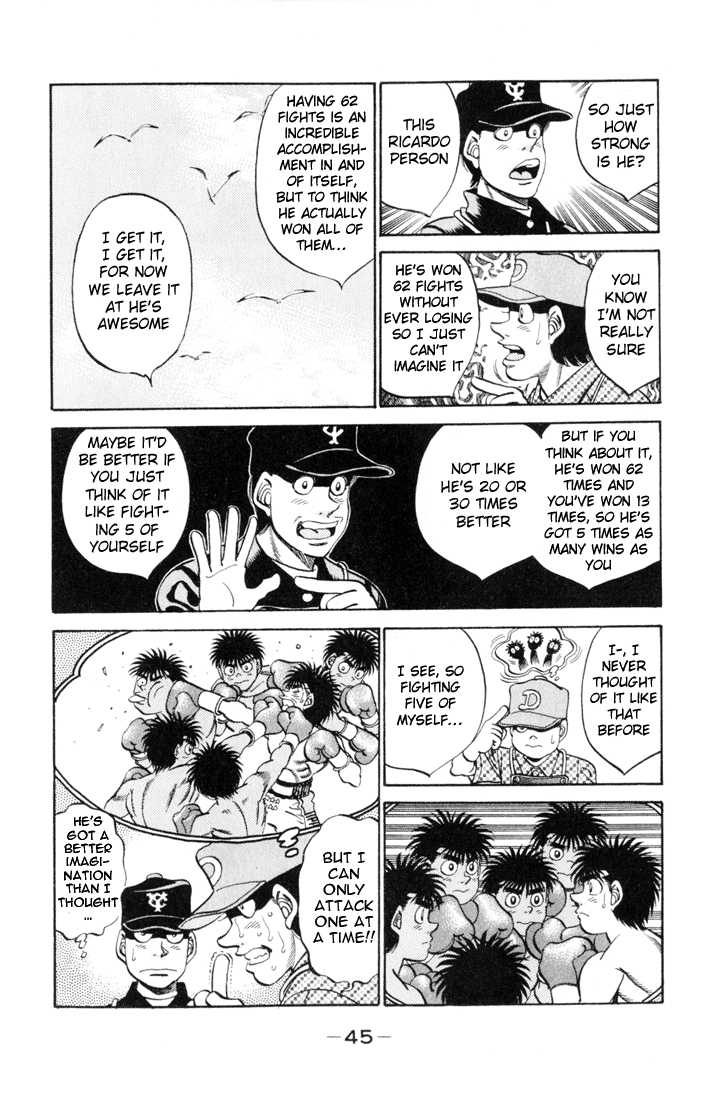 SO JUST
HOW
STRONG
IS HE?
THIS
RICARDO
PERSON
YOU
KNOW
I'M NOT
REALLY
SURE
HE'S WON
62 FIGHTS
WITHOUT
EVER LOSING
SO I JUST
CAN'T
IMAGINE IT
HAVING 62
FIGHTS IS AN
INCREDIBLE
ACCOMPLISH-
MENT IN AND
OF ITSELF,
BUT TO THINK
HE ACTUALLY
WON ALL OF
THEM...
I GET IT,
I GET IT,
FOR NOW
WE LEAVE IT
AT HE'S
AWESOME
BUT IF YOU
THINK ABOUT IT,
HE'S WON 62
TIMES AND
YOU'VE WON 13
TIMES, SO HE'S
GOT 5 TIMES AS
MANY WINS AS
YOU
NOT LIKE
HE'S 20 OR
30 TIMES
BETTER
MAYBE IT'D
BE BETTER IF
YOU JUST
THINK OF IT
LIKE FIGHT-
ING 5 OF
YOURSELF
I-, I
NEVER
THOUGHT
OF IT LIKE
THAT
BEFORE
I SEE, SO
FIGHTING
FIVE OF
MYSELF...
D
BUT I
CAN ONLY
ATTACK
ONE AT
A TIME!!
HE'S
GOT A
BETTER
IMAGI-
NATION
THAN I
THOUGHT
...
D
-45-